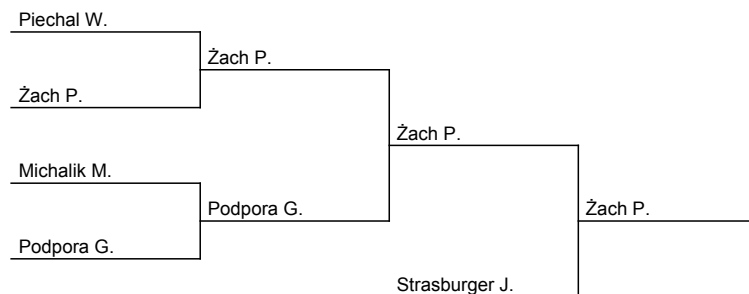 Piechal W.
Żach P.
Żach P.
Żach P.
Michalik M.
Podpora G.
Żach P.
Podpora G.
Strasburger J.